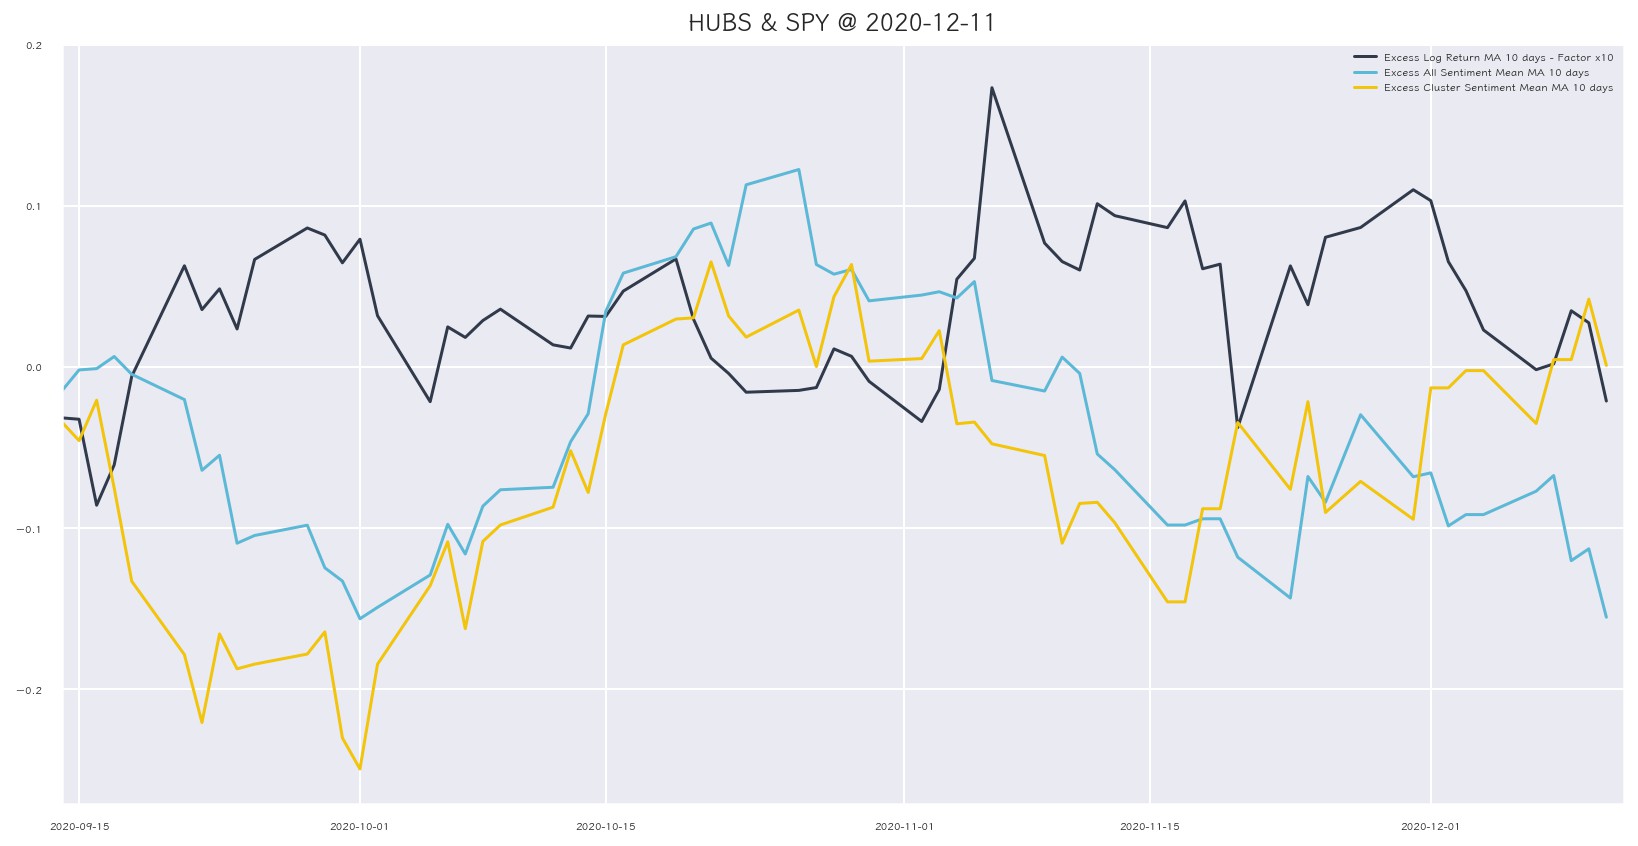 HUBS & SPY @ 2020-12-11
0.2
Excess Log Return MA 10 days - Factor x10
Excess All Sentiment Mean MA 10 days
Excess Cluster Sentiment Mean MA 10 days
0.1
0.0
−0.1
−0.2
2020-09-15 2020-10-01 2020-10-15 2020-11-01 2020-11-15 2020-12-01